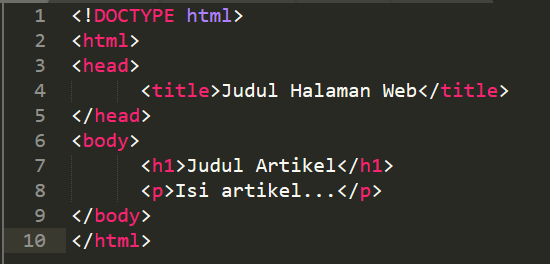 1 <!DOCTYPE html>
2 <html>
3 <head>
4 <title>Judul Halaman Web</title>
5 </head>
6 <body>
7 <h1>Judul Artikel</h1>
8 <p>Isi artikel...</p>
9 </body>
10 </html>